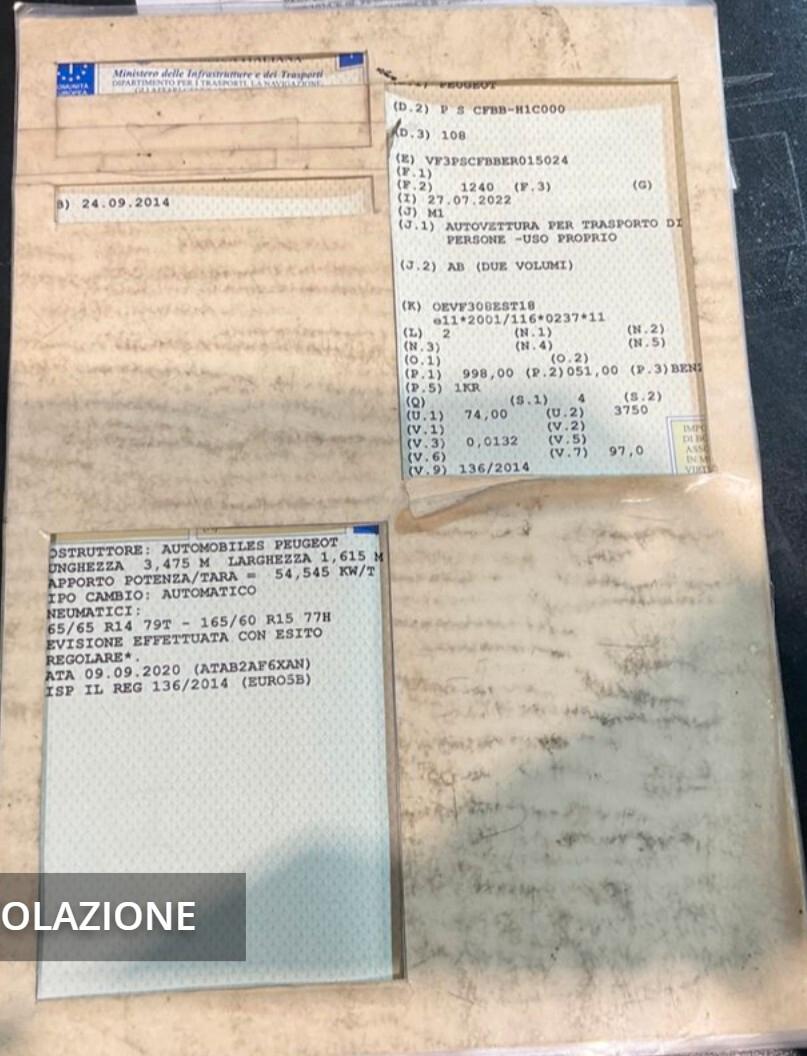 Ministero delle Infrastrutture e dei Trasporti
DIPARTIMENTO PER I TRASPORTI, LA NAVIGAZIONE,
B) 24.09.2014
PEUGEOT
(D.2) P S CFBB-H1C000
(D.3) 108
(E) VF3PSCFBBER015024
(F.1)
(F.2) 1240 (F.3) (G)
(I) 27.07.2022
(J) M1
(J.1) AUTOVETTURA PER TRASPORTO DI
PERSONE -USO PROPRIO
(J.2) AB (DUE VOLUMI)
(K) OEVF308EST18
e11*2001/116*0237*11
(L) 2 (N.1) (N.2)
(N.3) (N.4) (N.5)
(O.1) (O.2)
(P.1) 998,00 (P.2)051,00 (P.3)BENZ
(P.5) 1KR
(Q) (S.1) 4 (S.2)
(U.1) 74,00 (U.2) 3750
(V.1) (V.2)
(V.3) 0,0132 (V.5)
(V.6) (V.7) 97,0
(V.9) 136/2014
OSTRUTTORE: AUTOMOBILES PEUGEOT
UNGHEZZA 3,475 M LARGHEZZA 1,615 M
APPORTO POTENZA/TARA = 54,545 KW/T
IPO CAMBIO: AUTOMATICO
NEUMATICI:
65/65 R14 79T - 165/60 R15 77H
EVISIONE EFFETTUATA CON ESITO
REGOLARE*.
ATA 09.09.2020 (ATAB2AF6XAN)
ISP IL REG 136/2014 (EURO5B)
OLAZIONE